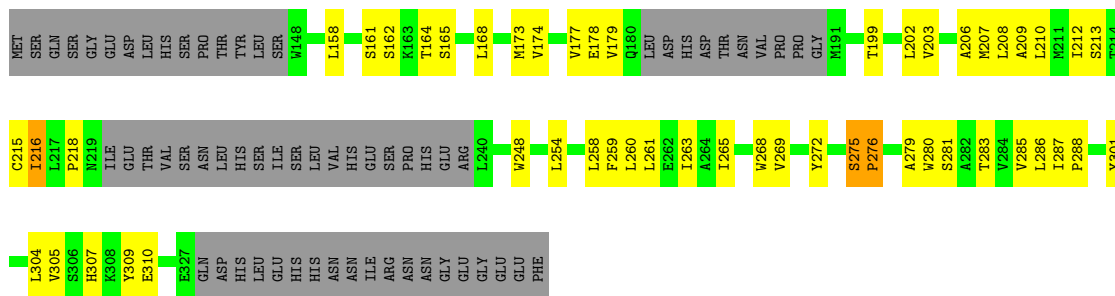 MET SER GLN SER GLY GLU ASP LEU HIS SER PRO THR TYR LEU SER W148 L158 S161 S162 K163 T164 S165 L168 M173 V174 V177 E178 V179 Q180 LEU ASP HIS ASP THR ASN VAL PRO PRO GLY M191 T199 L202 V203 A206 M207 L208 A209 L210 M211 I212 S213 T214
C215 I216 L217 P218 N219 ILE GLU THR VAL SER ASN LEU HIS SER ILE SER LEU VAL HIS GLU SER PRO HIS GLU ARG L240 W248 L254 L258 F259 L260 L261 E262 I263 A264 I265 W268 V269 Y272 S275 P276 A279 W280 S281 A282 T283 V284 V285 L286 I287 P288 Y301
L304 V305 S306 H307 K308 Y309 E310 E327 GLN ASP HIS LEU GLU HIS HIS ASN ASN ILE ARG ASN ASN GLY GLU GLY GLU GLU PHE